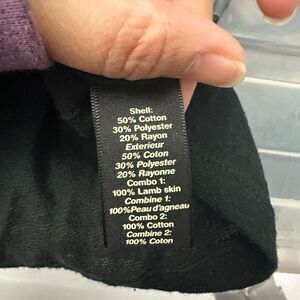 Shell:
50% Cotton
30% Polyester
20% Rayon
Exterieur
50% Coton
30% Polyester
20% Rayonne
Combo 1:
100% Lamb skin
Combine 1:
100%Peau d'agneau
Combo 2:
100% Cotton
Combine 2:
100% Coton